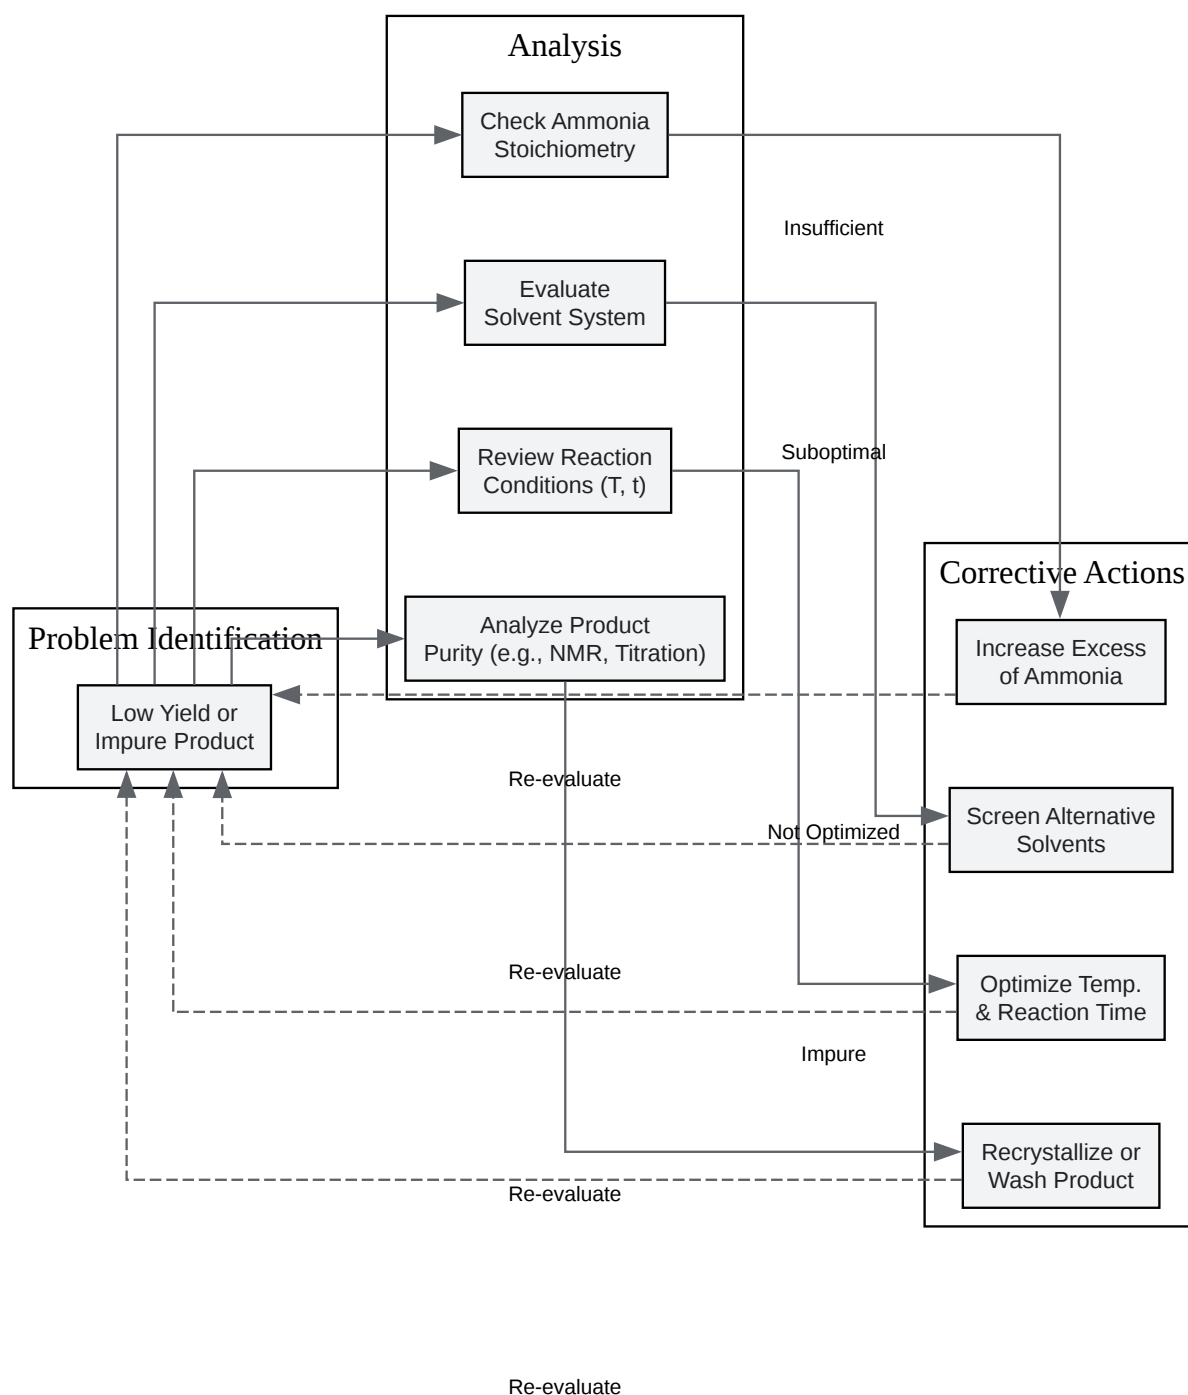 Analysis
Check Ammonia
Stoichiometry
Insufficient
Evaluate
Solvent System
Suboptimal
Review Reaction
Conditions (T, t)
Corrective Actions
Problem Identification
Analyze Product
Purity (e.g., NMR, Titration)
Increase Excess
of Ammonia
Low Yield or
Impure Product
Re-evaluate
Not Optimized
Screen Alternative
Solvents
Re-evaluate
Optimize Temp.
& Reaction Time
Impure
Recrystallize or
Wash Product
Re-evaluate
Re-evaluate